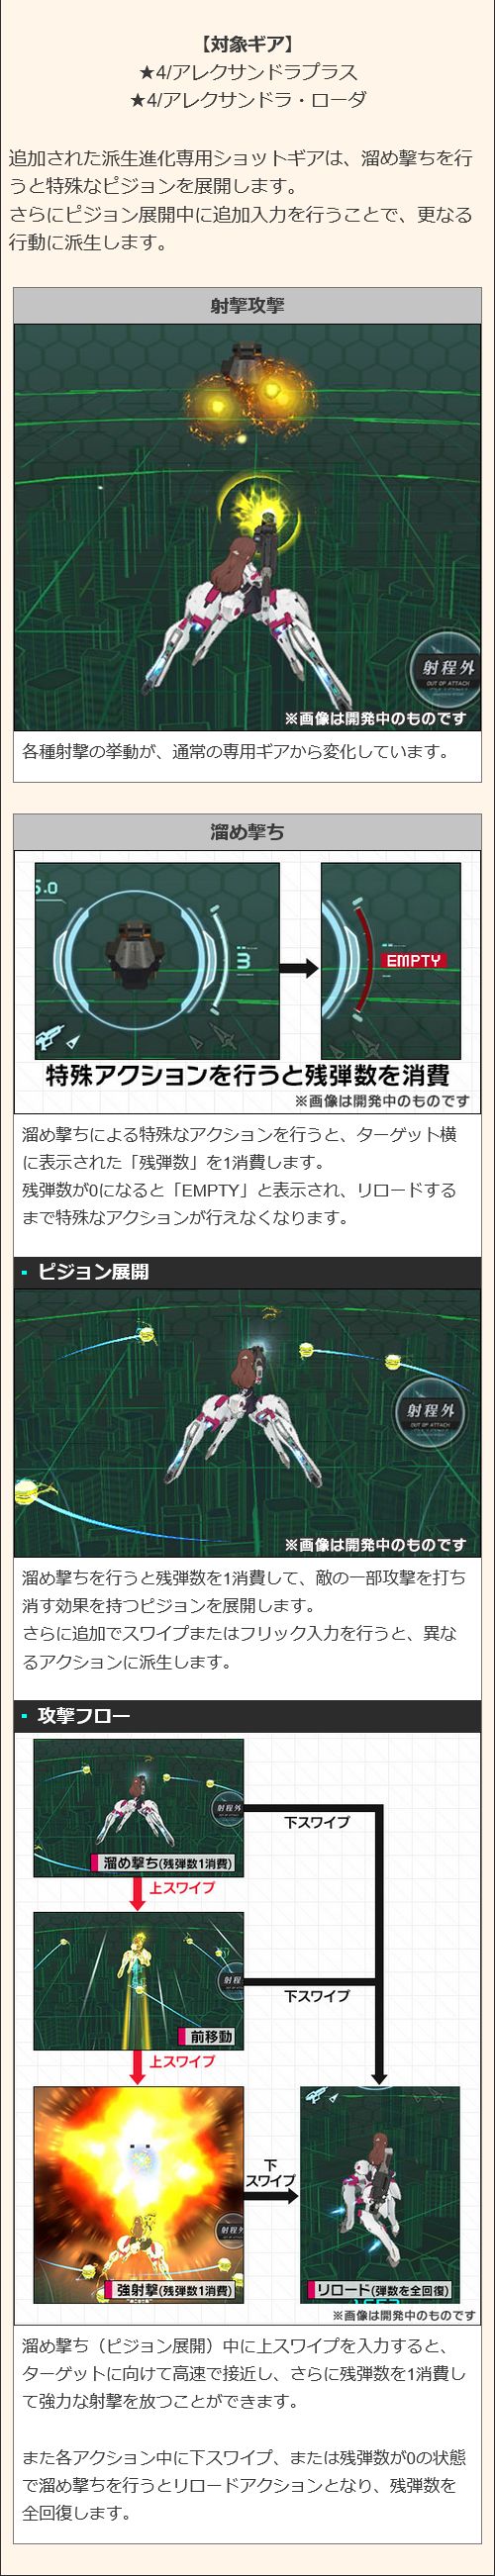 【対象ギア】
★4/アレクサンドラプラス
★4/アレクサンドラ・ローダ
追加された派生進化専用ショットギアは、溜め撃ちを行
うと特殊なピジョンを展開します。
さらにピジョン展開中に追加入力を行うことで、更なる
行動に派生します。
射撃攻撃
射程外
OUT OF ATTACK
※画像は開発中のものです
各種射撃の挙動が、通常の専用ギアから変化しています。
溜め撃ち
5.0
3
EMPTY
特殊アクションを行うと残弾数を消費
※画像は開発中のものです
溜め撃ちによる特殊なアクションを行うと、ターゲット横
に表示された「残弾数」を1消費します。
残弾数が0になると「EMPTY」と表示され、リロードする
まで特殊なアクションが行えなくなります。
ピジョン展開
射程外
OUT OF ATTACK
※画像は開発中のものです
溜め撃ちを行うと残弾数を1消費して、敵の一部攻撃を打ち
消す効果を持つピジョンを展開します。
さらに追加でスワイプまたはフリック入力を行うと、異な
るアクションに派生します。
攻撃フロー
射程外
下スワイプ
溜め撃ち(残弾数1消費)
上スワイプ
射程
下スワイプ
前移動
上スワイプ
下
スワイプ
射程外
強射撃(残弾数1消費)
リロード(弾数を全回復)
※画像は開発中のものです
溜め撃ち（ピジョン展開）中に上スワイプを入力すると、
ターゲットに向けて高速で接近し、さらに残弾数を1消費し
て強力な射撃を放つことができます。
また各アクション中に下スワイプ、または残弾数が0の状態
で溜め撃ちを行うとリロードアクションとなり、残弾数を
全回復します。